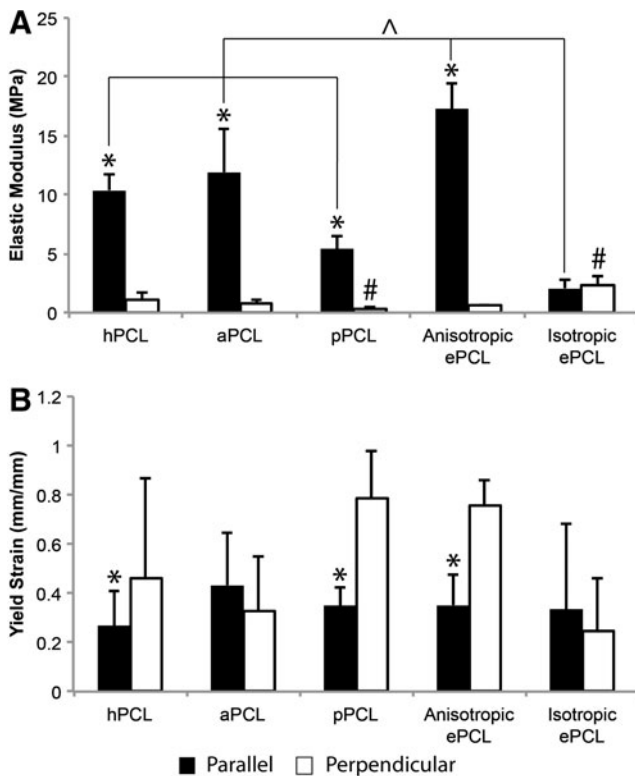 A
^
Elastic Modulus (MPa)
25
20
15
10
5
0
*
*
*
#
*
#
hPCL
aPCL
pPCL
Anisotropic
ePCL
Isotropic
ePCL
B
Yield Strain (mm/mm)
1.2
1
0.8
0.6
0.4
0.2
0
*
*
*
hPCL
aPCL
pPCL
Anisotropic
ePCL
Isotropic
ePCL
Parallel
Perpendicular